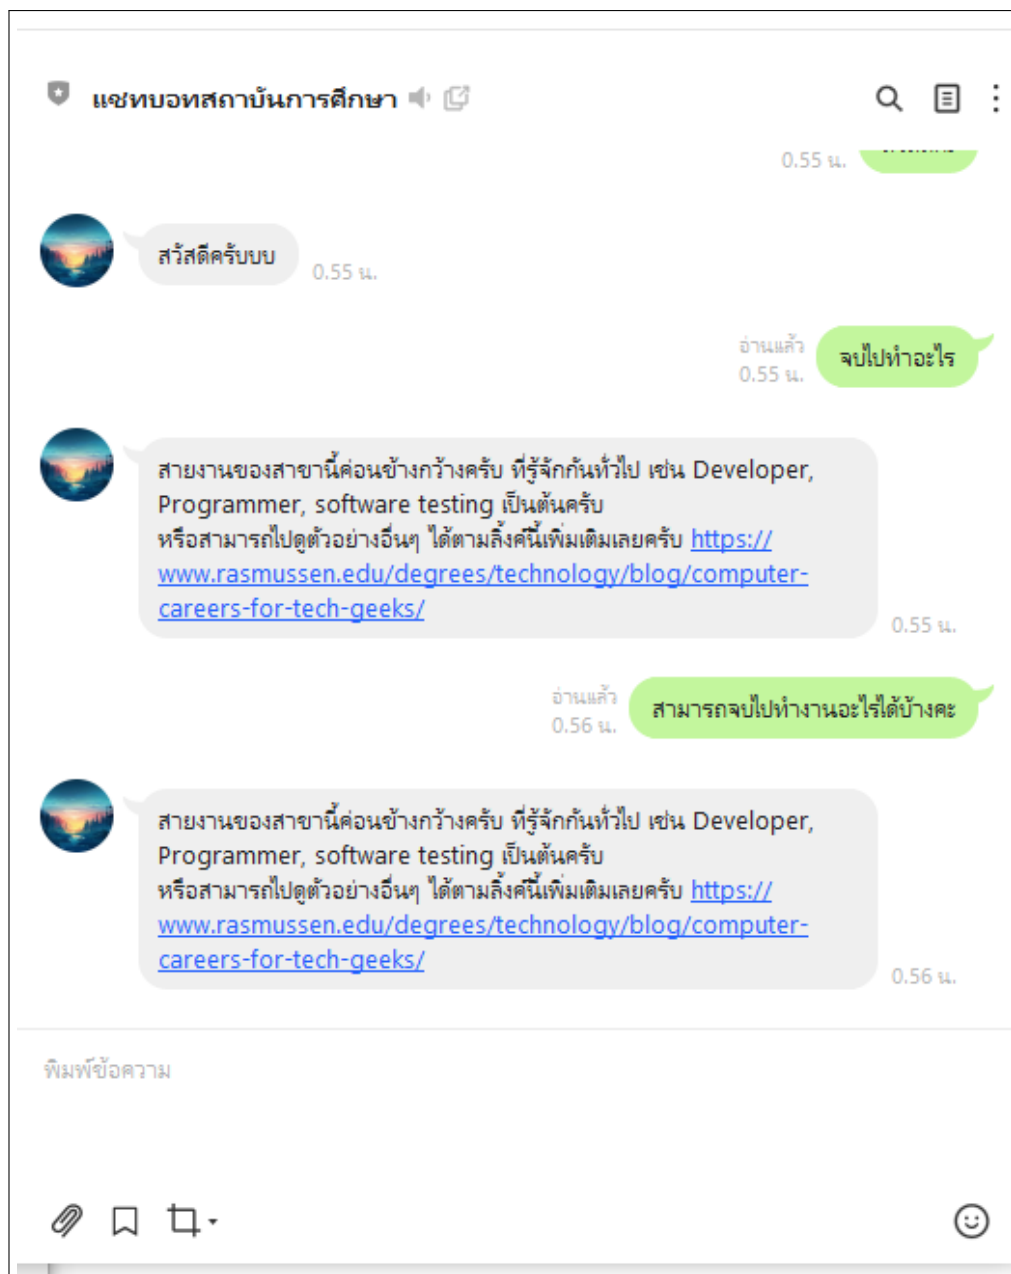 แชทบอทสถาบันการศึกษา
0.55 น.
สวัสดีครับบบ
0.55 น.
อ่านแล้ว
0.55 น.
จบไปทำอะไร
สายงานของสาขานี้ค่อนข้างกว้างครับ ที่รู้จักกันทั่วไป เช่น Developer,
Programmer, software testing เป็นต้นครับ
หรือสามารถไปดูตัวอย่างอื่นๆ ได้ตามลิ้งค์นี้เพิ่มเติมเลยครับ https://
www.rasmussen.edu/degrees/technology/blog/computer-
careers-for-tech-geeks/
0.55 น.
อ่านแล้ว
0.56 น.
สามารถจบไปทำงานอะไรได้บ้างคะ
สายงานของสาขานี้ค่อนข้างกว้างครับ ที่รู้จักกันทั่วไป เช่น Developer,
Programmer, software testing เป็นต้นครับ
หรือสามารถไปดูตัวอย่างอื่นๆ ได้ตามลิ้งค์นี้เพิ่มเติมเลยครับ https://
www.rasmussen.edu/degrees/technology/blog/computer-
careers-for-tech-geeks/
0.56 น.
พิมพ์ข้อความ